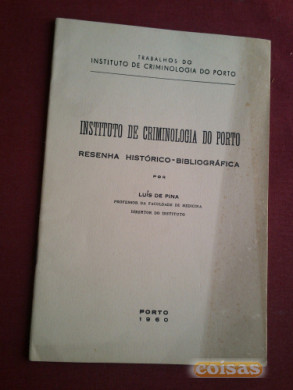 TRABALHOS DO
INSTITUTO DE CRIMINOLOGIA DO PORTO
INSTITUTO DE CRIMINOLOGIA DO PORTO
RESENHA HISTÓRICO-BIBLIOGRÁFICA
POR
LUÍS DE PINA
PROFESSOR DA FACULDADE DE MEDICINA
DIRECTOR DO INSTITUTO
PORTO
1960
coisas